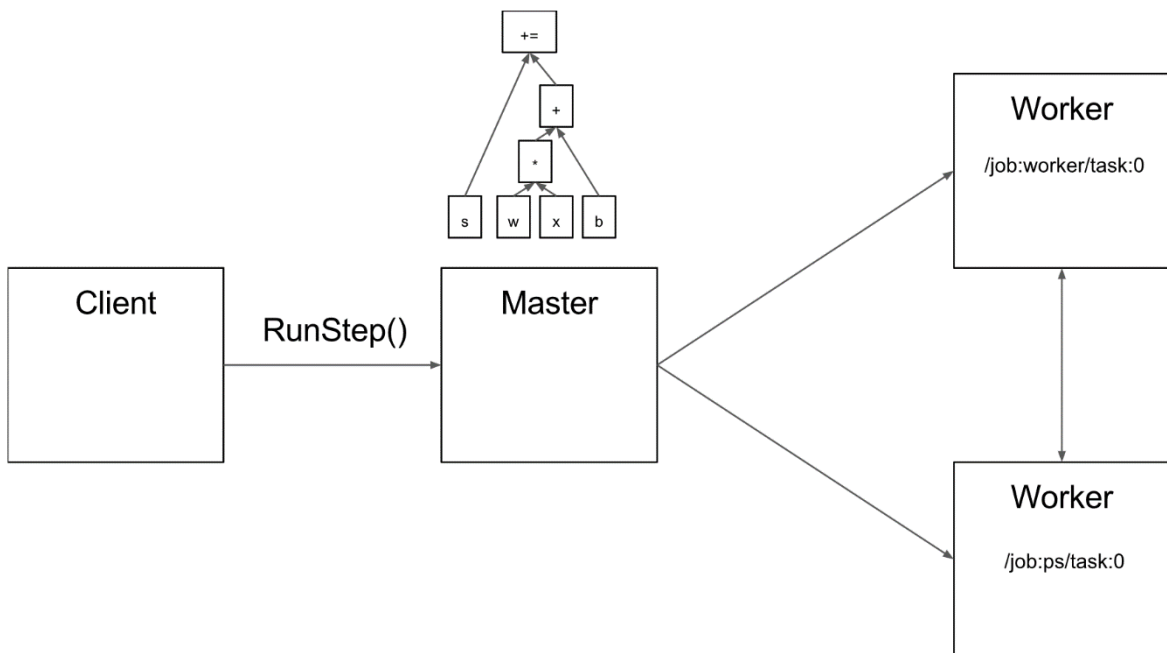 +=
+
*
s
w
x
b
Client
RunStep()
Master
Worker
/job:worker/task:0
Worker
/job:ps/task:0